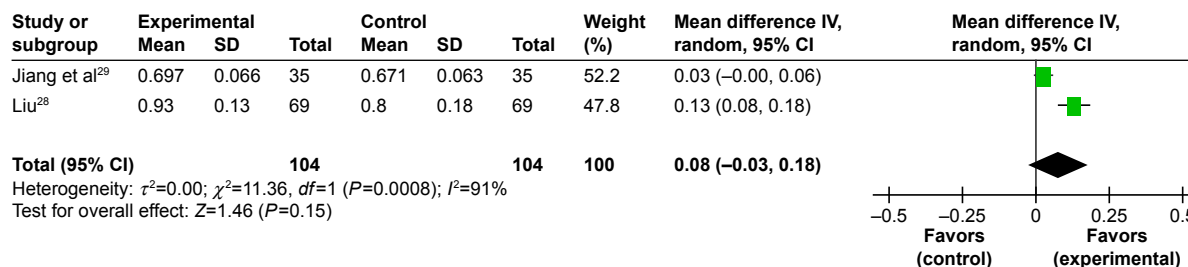 Study or Experimental Control Weight Mean difference IV, Mean difference IV,
subgroup Mean SD Total Mean SD Total (%) random, 95% CI random, 95% CI
Jiang et al²⁹ 0.697 0.066 35 0.671 0.063 35 52.2 0.03 (–0.00, 0.06)
Liu²⁸ 0.93 0.13 69 0.8 0.18 69 47.8 0.13 (0.08, 0.18)
Total (95% CI) 104 104 100 0.08 (–0.03, 0.18)
Heterogeneity: τ²=0.00; χ²=11.36, df=1 (P=0.0008); I²=91%
Test for overall effect: Z=1.46 (P=0.15)
–0.5 –0.25 0 0.25 0.5
Favors Favors
(control) (experimental)